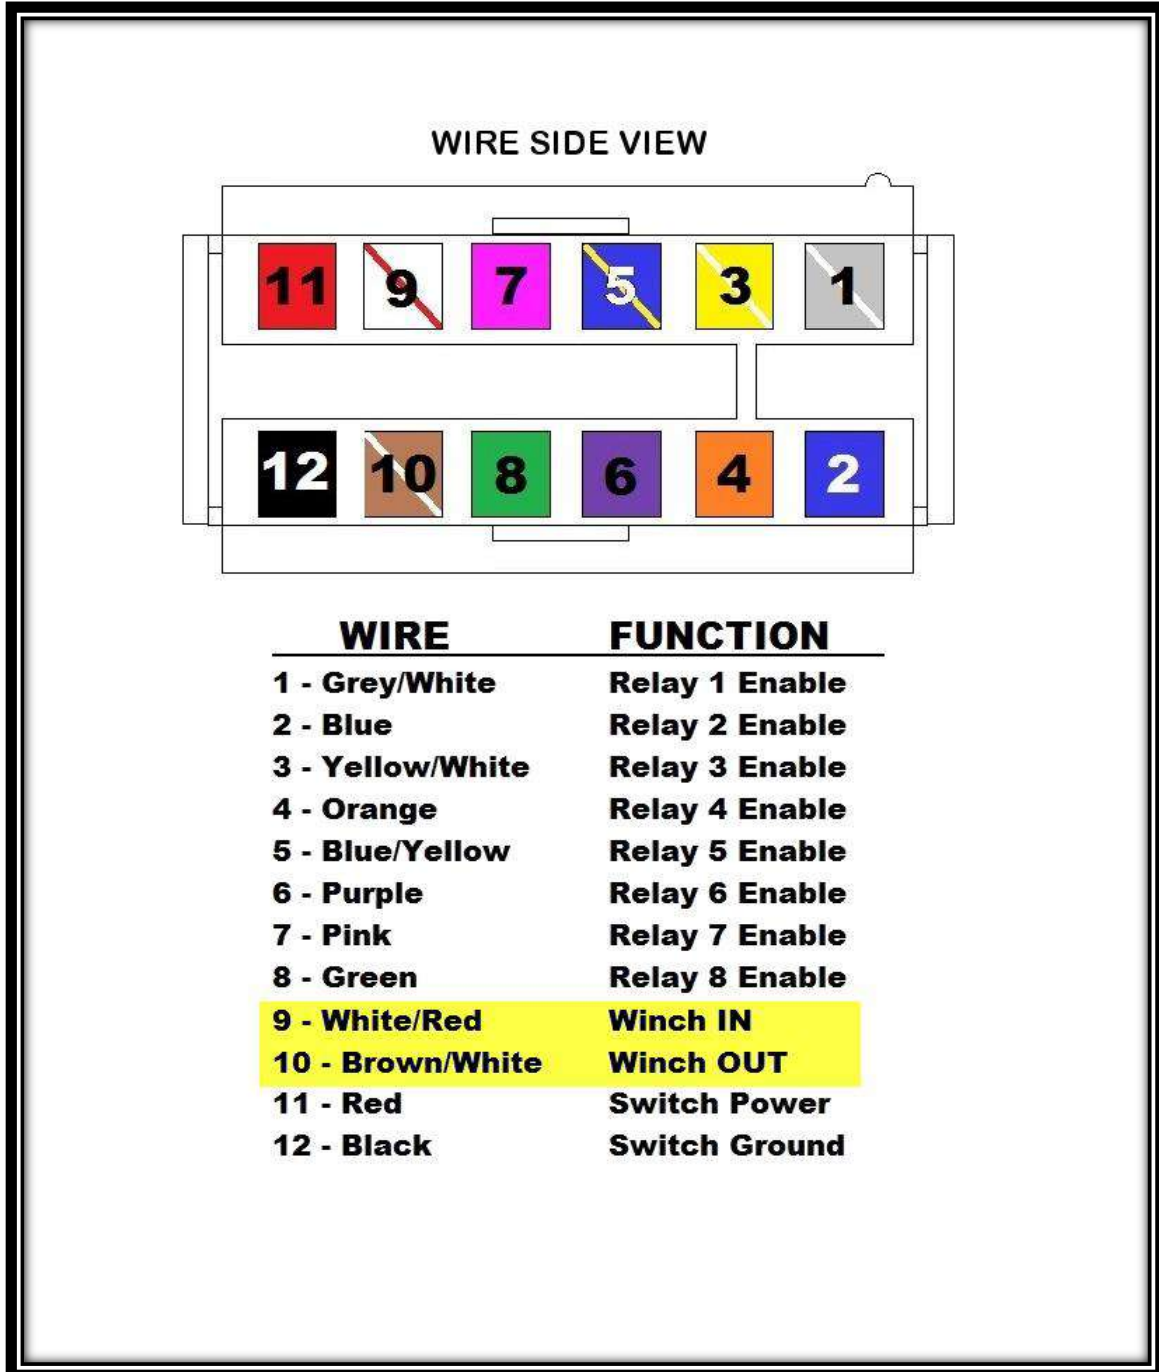 WIRE SIDE VIEW
11 9 7 5 3 1
12 10 8 6 4 2
WIRE FUNCTION
1 - Grey/White Relay 1 Enable
2 - Blue Relay 2 Enable
3 - Yellow/White Relay 3 Enable
4 - Orange Relay 4 Enable
5 - Blue/Yellow Relay 5 Enable
6 - Purple Relay 6 Enable
7 - Pink Relay 7 Enable
8 - Green Relay 8 Enable
9 - White/Red Winch IN
10 - Brown/White Winch OUT
11 - Red Switch Power
12 - Black Switch Ground